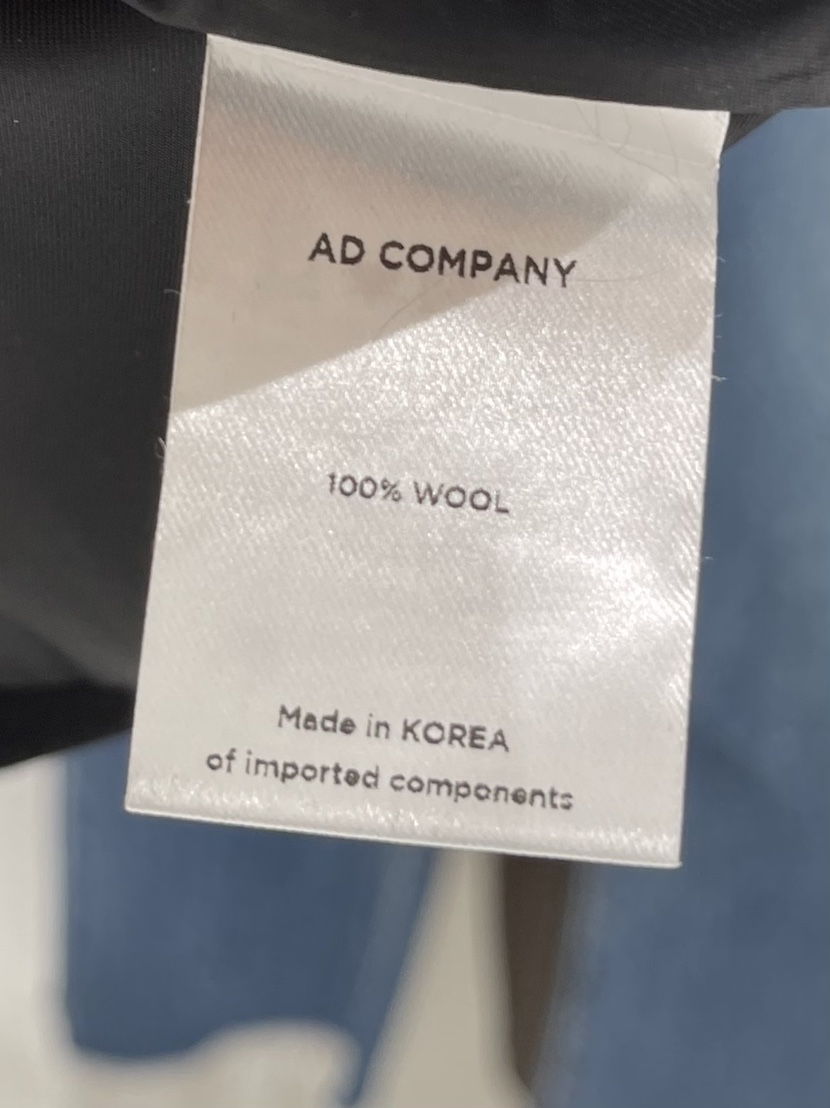 AD COMPANY
100% WOOL
Made in KOREA
of imported components